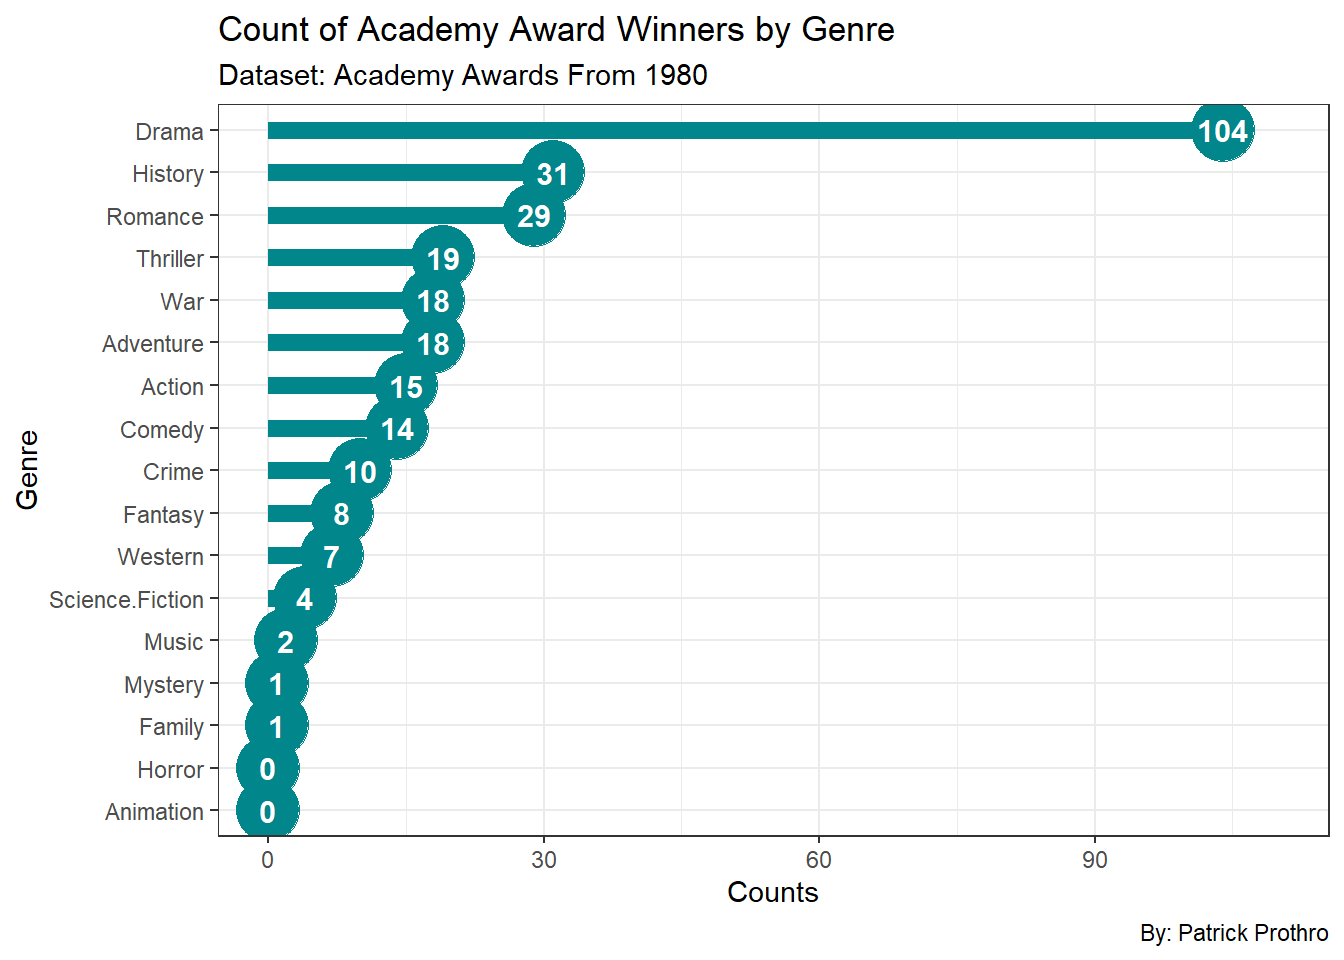 Count of Academy Award Winners by Genre
Dataset: Academy Awards From 1980
Genre
Drama 104
History 31
Romance 29
Thriller 19
War 18
Adventure 18
Action 15
Comedy 14
Crime 10
Fantasy 8
Western 7
Science.Fiction 4
Music 2
Mystery 1
Family 1
Horror 0
Animation 0
0 30 60 90
Counts
By: Patrick Prothro